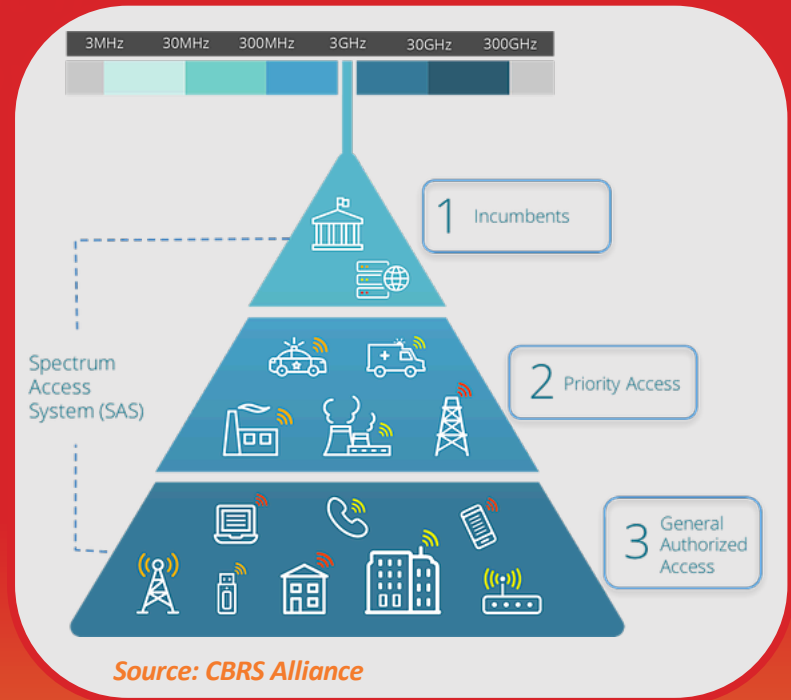 3MHz 30MHz 300MHz 3GHz 30GHz 300GHz
1 Incumbents
Spectrum
Access
System (SAS)
2 Priority Access
3 General
Authorized
Access
Source: CBRS Alliance